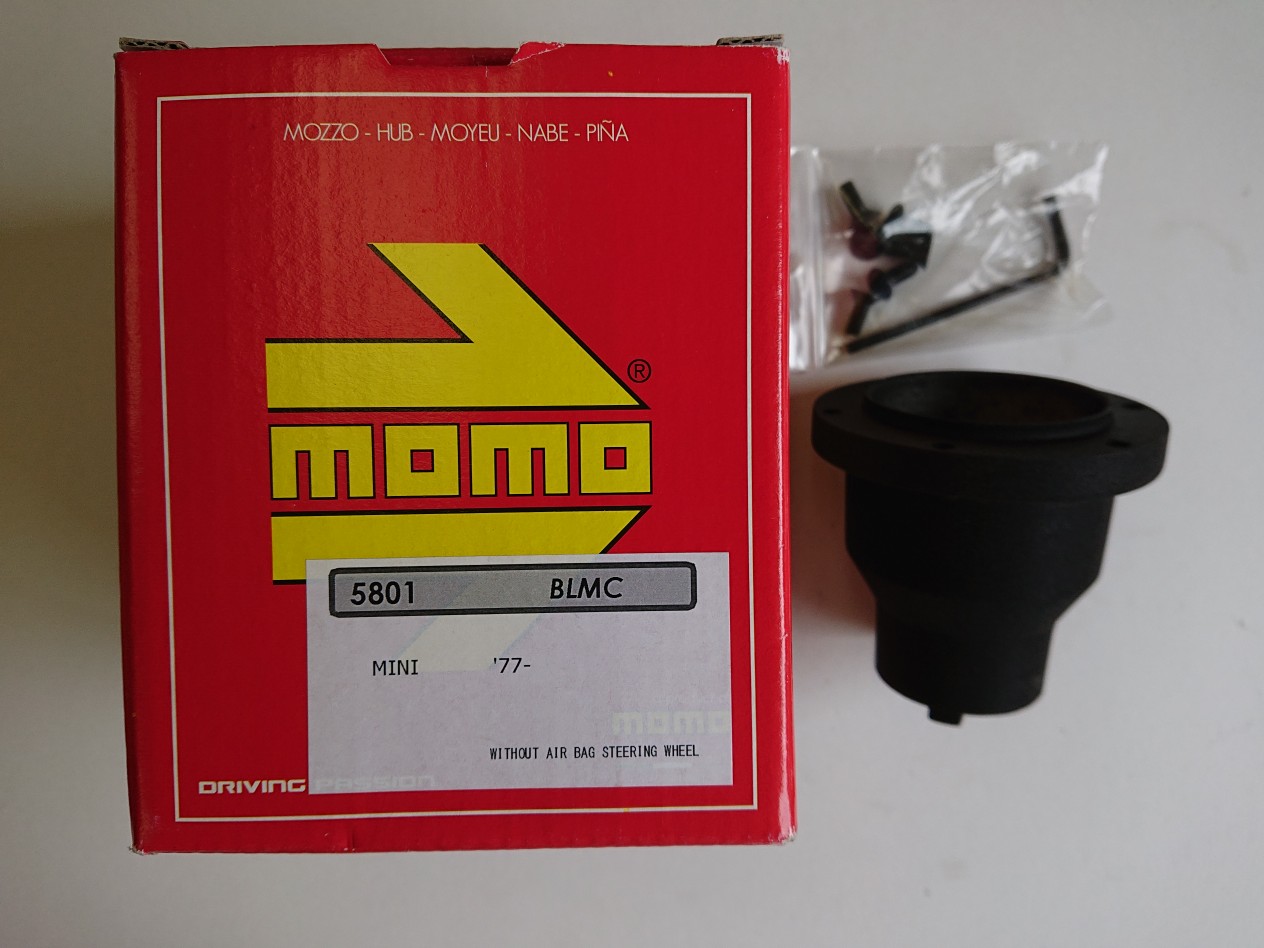 MOZZO - HUB - MOYEU - NABE - PIÑA
®
momo
5801 BLMC
MINI '77-
momo
WITHOUT AIR BAG STEERING WHEEL
DRIVING PASSION